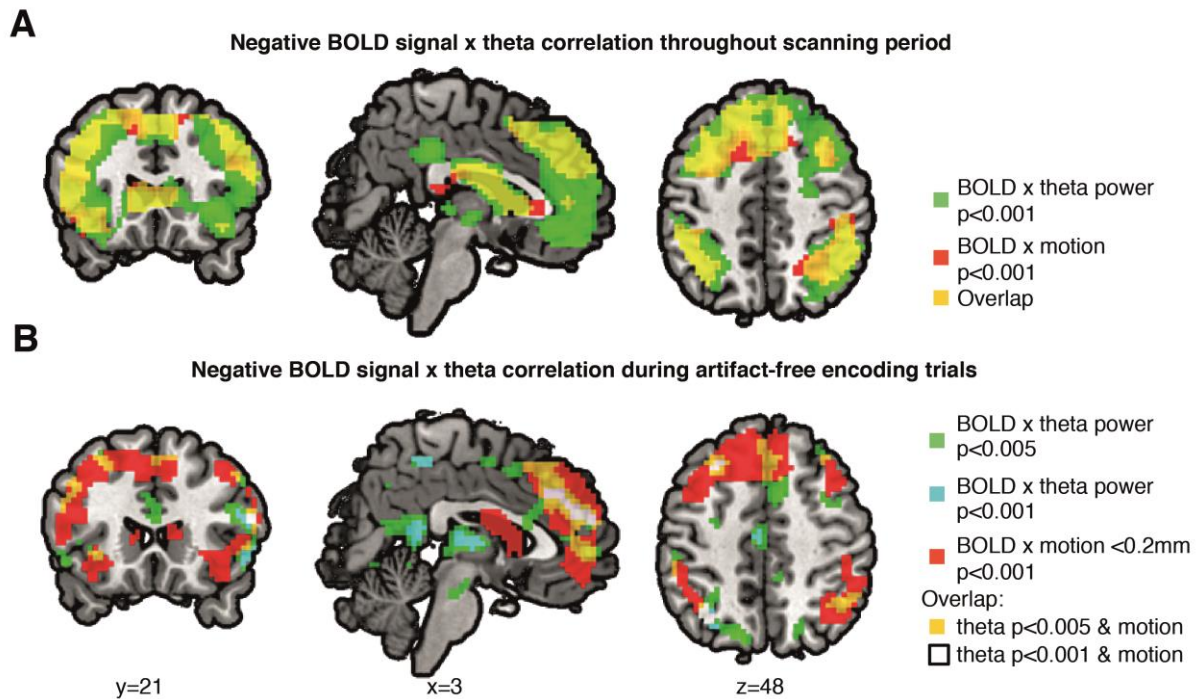 A
Negative BOLD signal x theta correlation throughout scanning period
BOLD x theta power
p<0.001
BOLD x motion
p<0.001
Overlap
B
Negative BOLD signal x theta correlation during artifact-free encoding trials
BOLD x theta power
p<0.005
BOLD x theta power
p<0.001
BOLD x motion <0.2mm
p<0.001
Overlap:
theta p<0.005 & motion
theta p<0.001 & motion
y=21
x=3
z=48